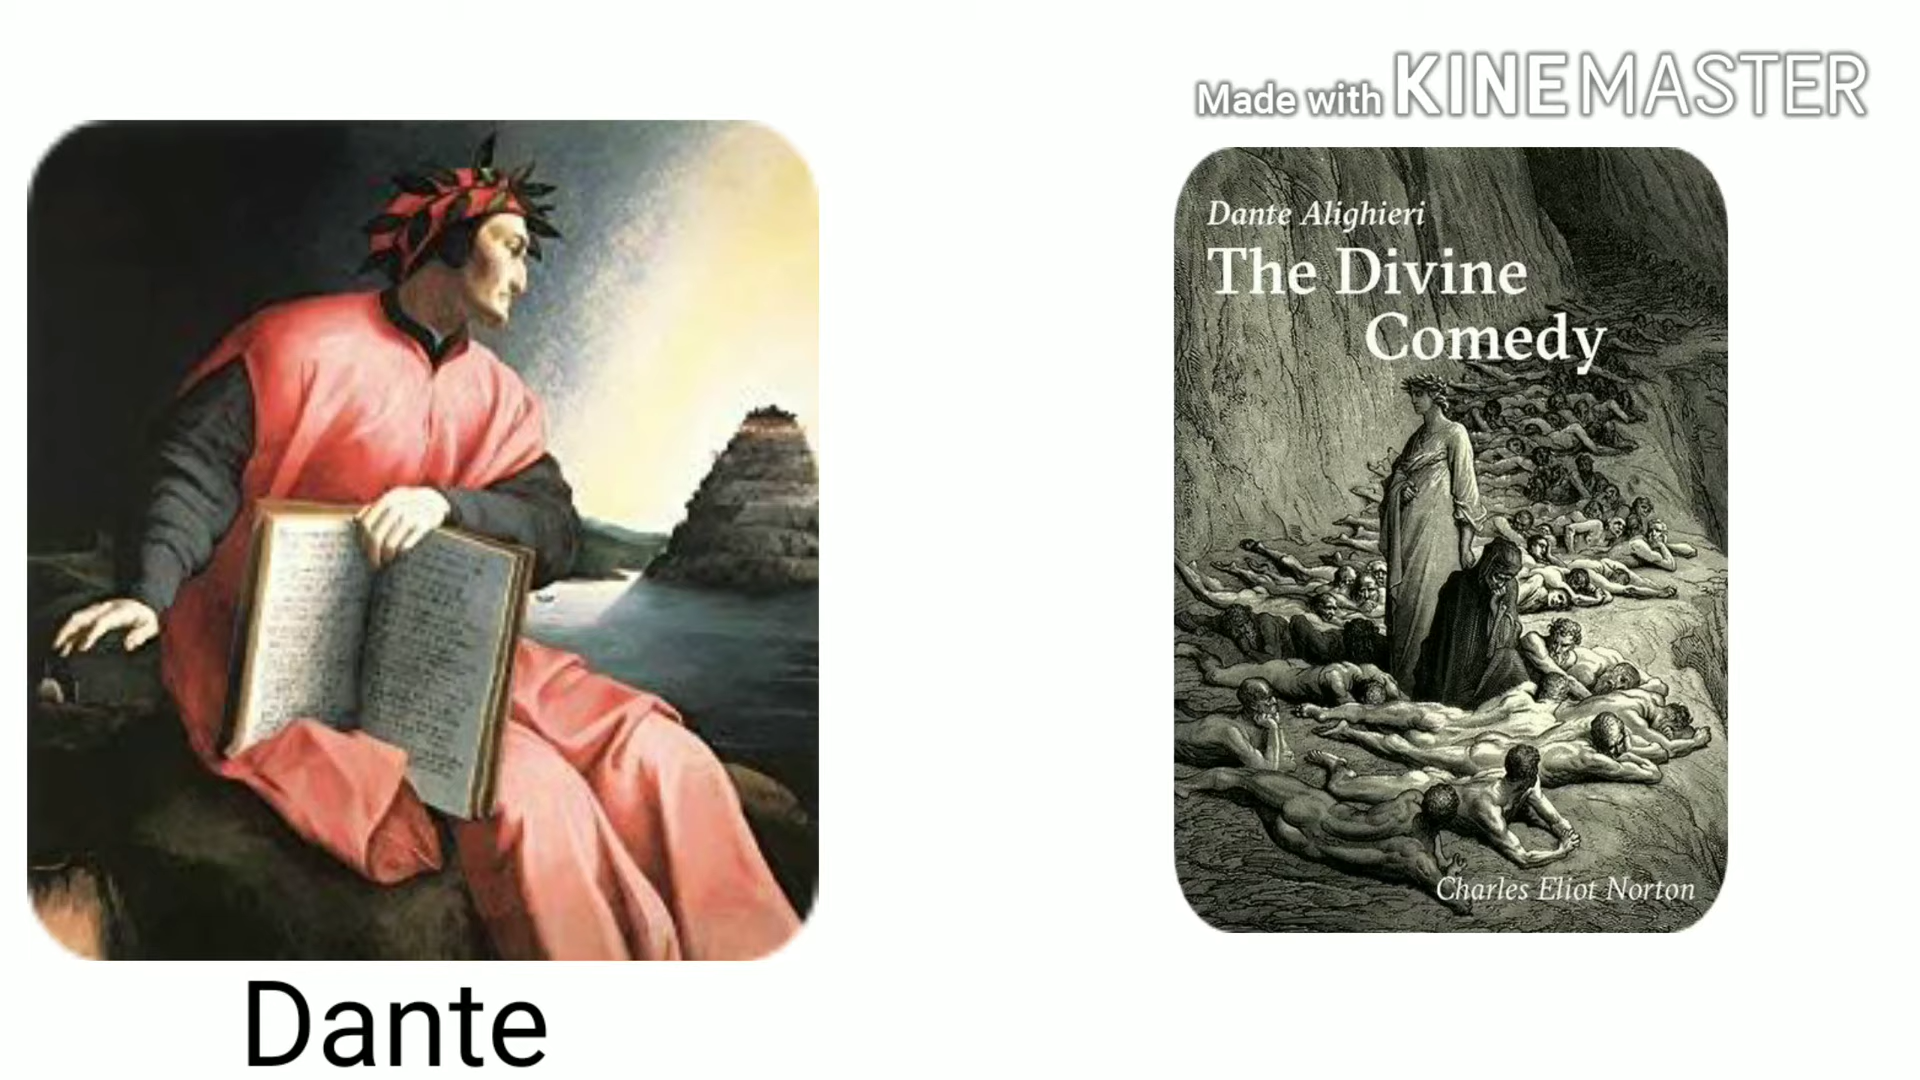 Made with KINEMASTER
Dante Alighieri
The Divine
Comedy
Charles Eliot Norton
Dante